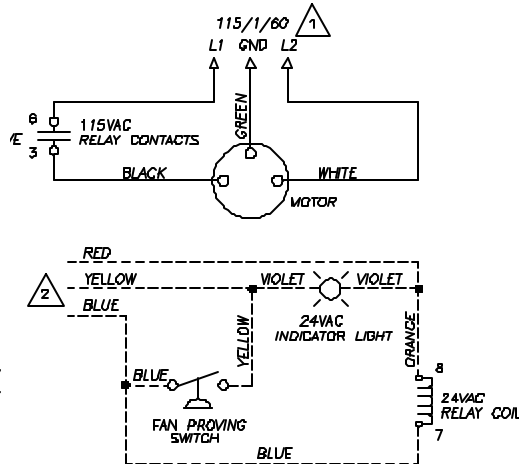 115/1/60 1
L1 GND L2
6 115VAC
RELAY CONTACTS
3
GREEN
BLACK
WHITE
MOTOR
RED
YELLOW
VIOLET
VIOLET
2
BLUE
24VAC
INDICATOR LIGHT
YELLOW
ORANGE
BLUE
8
24VAC
RELAY COIL
7
FAN PROVING
SWITCH
BLUE